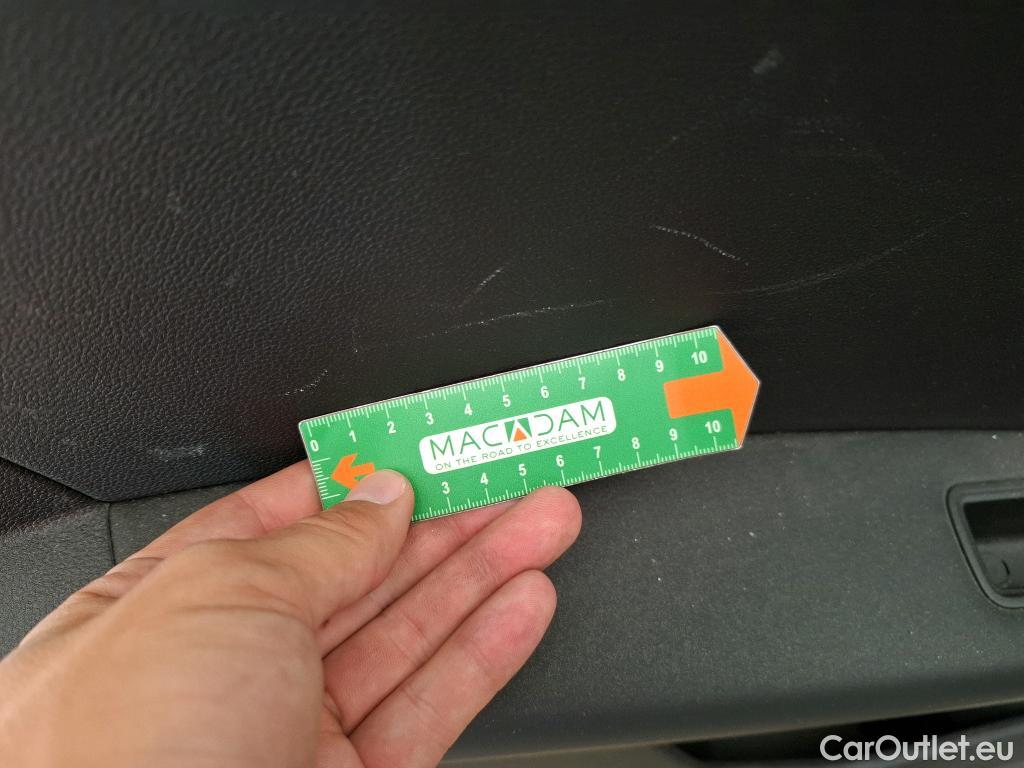 0 1 2 3 4 5 6 7 8 9 10
MACADAM
ON THE ROAD TO EXCELLENCE
3 4 5 6 7 8 9 10
CarOutlet.eu